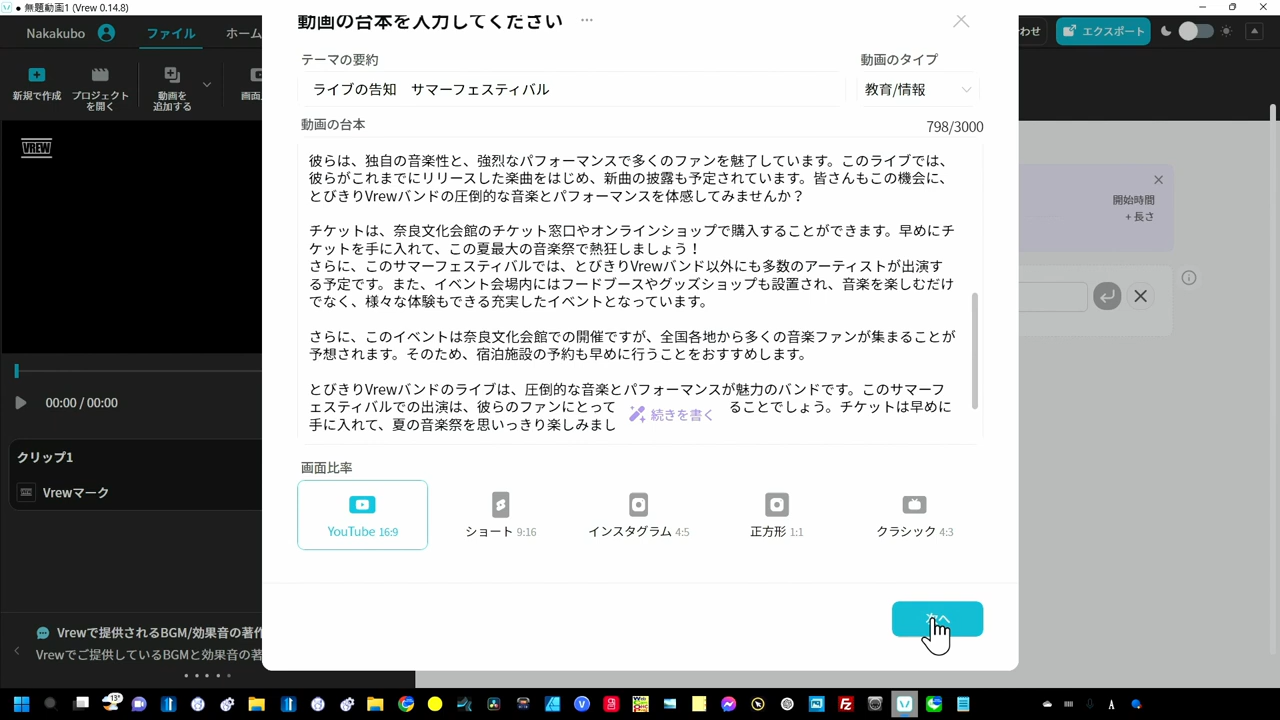 ● 無題動画1 (Vrew 0.14.8)
Nakakubo
ファイル
ホーム
わせ
エクスポート
新規で作成
プロジェクト
を開く
動画を
追加する
画面
VREW
00:00 / 00:00
クリップ1
Vrewマーク
Vrewで提供されるBGM/効果音の著作
Vrewでご提供しているBGMと効果音の著
動画の台本を入力してください
テーマの要約
動画のタイプ
ライブの告知　サマーフェスティバル
教育/情報
動画の台本
798/3000
彼らは、独自の音楽性と、強烈なパフォーマンスで多くのファンを魅了しています。このライブでは、
彼らがこれまでにリリースした楽曲をはじめ、新曲の披露も予定されています。皆さんもこの機会に、
とびきりVrewバンドの圧倒的な音楽とパフォーマンスを体感してみませんか？
チケットは、奈良文化会館のチケット窓口やオンラインショップで購入することができます。早めにチ
ケットを手に入れて、この夏最大の音楽祭で熱狂しましょう！
さらに、このサマーフェスティバルでは、とびきりVrewバンド以外にも多数のアーティストが出演す
る予定です。また、イベント会場内にはフードブースやグッズショップも設置され、音楽を楽しむだけ
でなく、様々な体験もできる充実したイベントとなっています。
さらに、このイベントは奈良文化会館での開催ですが、全国各地から多くの音楽ファンが集まることが
予想されます。そのため、宿泊施設の予約も早めに行うことをおすすめします。
とびきりVrewバンドのライブは、圧倒的な音楽とパフォーマンスが魅力のバンドです。このサマーフ
ェスティバルでの出演は、彼らのファンにとって 続きを書く ることでしょう。チケットは早めに
手に入れて、夏の音楽祭を思いっきり楽しみまし
画面比率
YouTube 16:9
ショート 9:16
インスタグラム 4:5
正方形 1:1
クラシック 4:3
次へ
開始時間
+ 長さ
13°